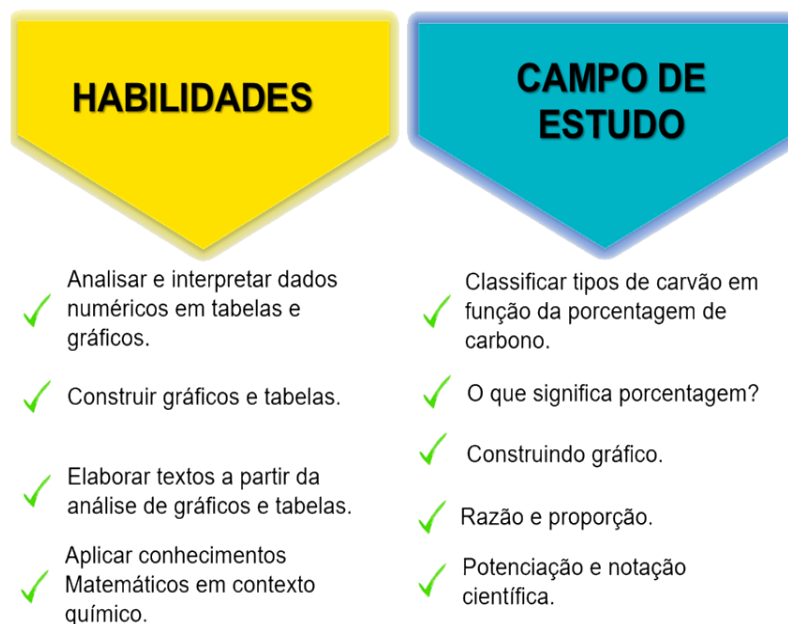 HABILIDADES
Analisar e interpretar dados
numéricos em tabelas e
gráficos.
Construir gráficos e tabelas.
Elaborar textos a partir da
análise de gráficos e tabelas.
Aplicar conhecimentos
Matemáticos em contexto
químico.
CAMPO DE
ESTUDO
Classificar tipos de carvão em
função da porcentagem de
carbono.
O que significa porcentagem?
Construindo gráfico.
Razão e proporção.
Potenciação e notação
científica.